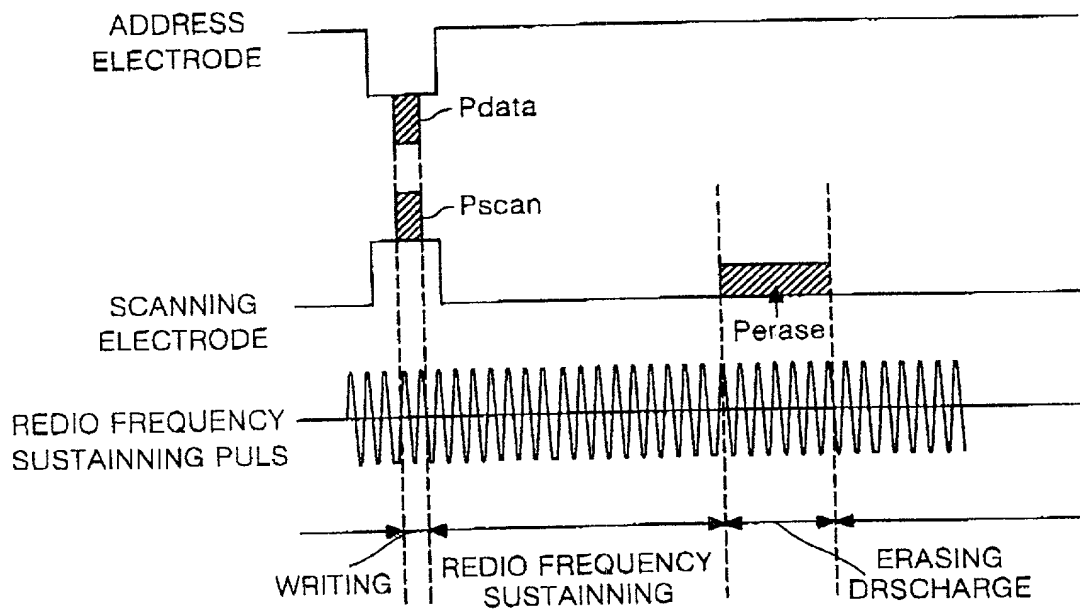 ADDRESS
ELECTRODE
Pdata
Pscan
SCANNING
ELECTRODE
Perase
REDIO FREQUENCY
SUSTAINNING PULS
WRITING
REDIO FREQUENCY
SUSTAINNING
ERASING
DRSCHARGE